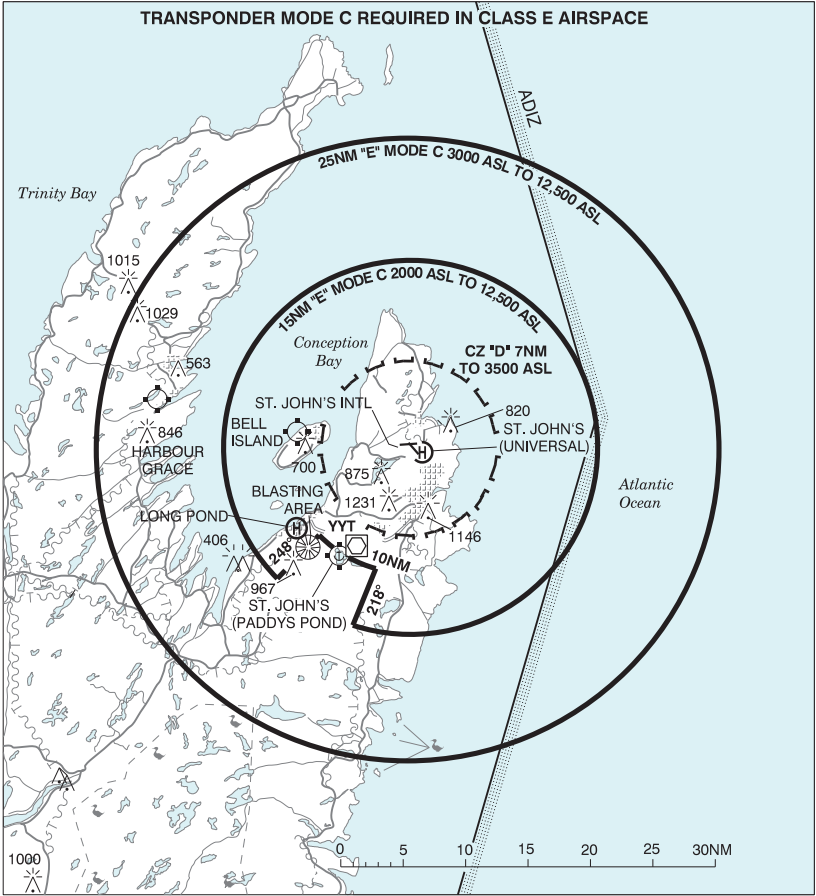 TRANSPONDER MODE C REQUIRED IN CLASS E AIRSPACE
ADIZ
25NM "E" MODE C 3000 ASL TO 12,500 ASL
Trinity Bay
1015
1029
15NM "E" MODE C 2000 ASL TO 12,500 ASL
Conception
Bay
CZ "D" 7NM
TO 3500 ASL
563
ST. JOHN'S INTL
820
BELL
ISLAND
ST. JOHN'S
(UNIVERSAL)
846
HARBOUR
GRACE
H
700
875
Atlantic
Ocean
BLASTING
AREA
1231
LONG POND
H
YYT
1146
406
248°
10NM
967
218°
ST. JOHN'S
(PADDYS POND)
1000
0 5 10 15 20 25 30NM